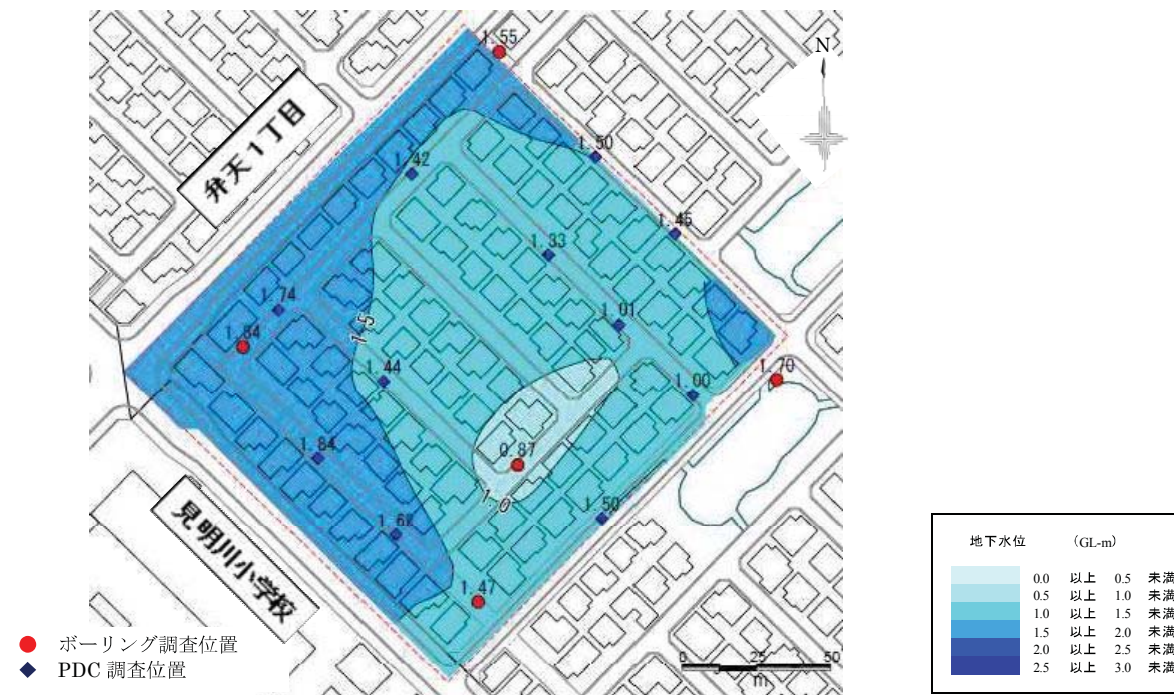 1.55
N
弁天1丁目
1.50
1.42
1.45
1.33
1.74
1.01
1.84
1.5
1.44
1.70
1.00
0.87
1.84
1.0
1.50
1.62
見明川小学校
1.47
● ボーリング調査位置
◆ PDC 調査位置
0 25 50
m
地下水位 (GL-m)
0.0 以上 0.5 未満
0.5 以上 1.0 未満
1.0 以上 1.5 未満
1.5 以上 2.0 未満
2.0 以上 2.5 未満
2.5 以上 3.0 未満